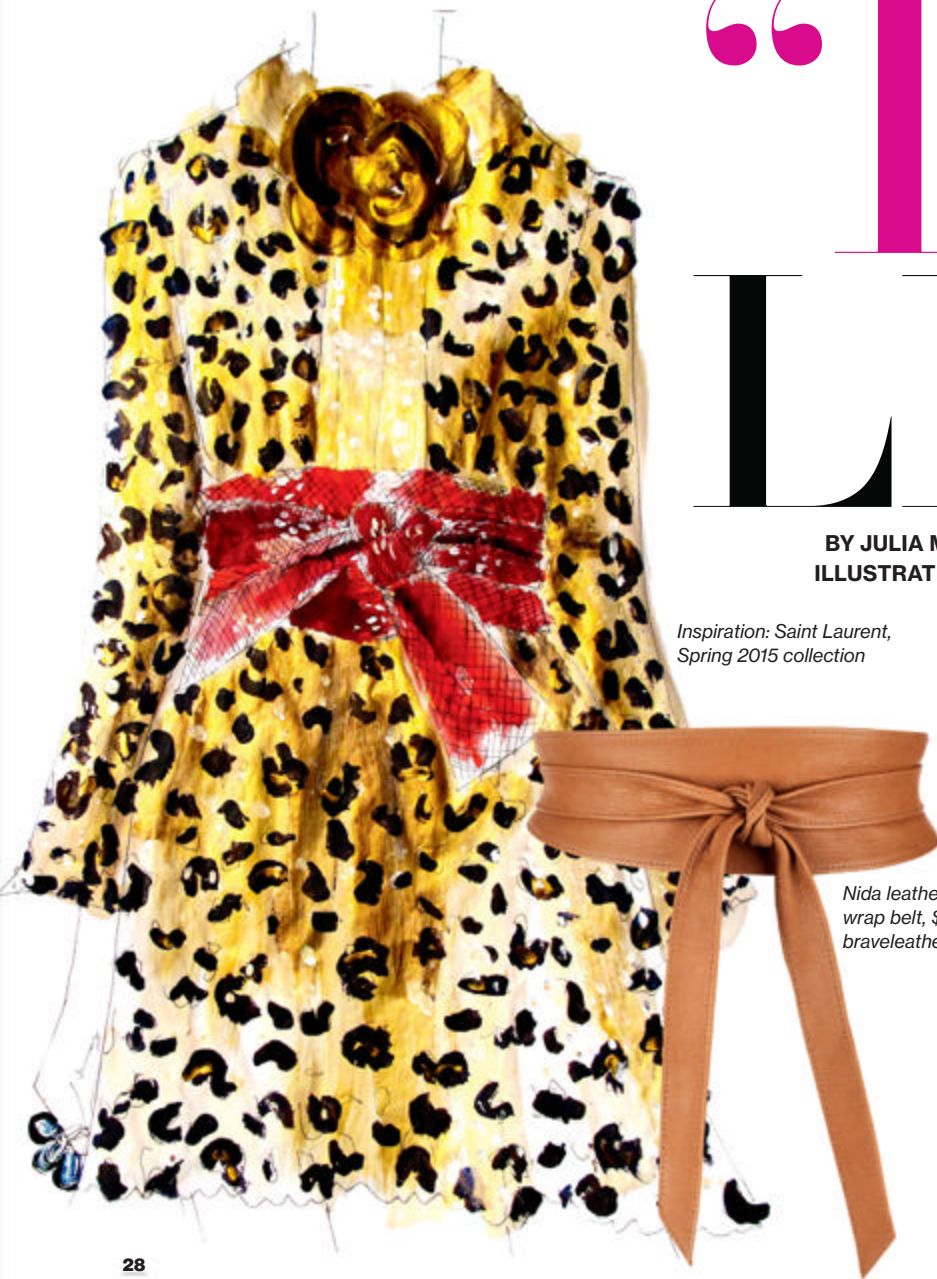 “
L
BY JULIA M
ILLUSTRAT
Inspiration: Saint Laurent,
Spring 2015 collection
Nida leathe
wrap belt, $
braveleathe
28